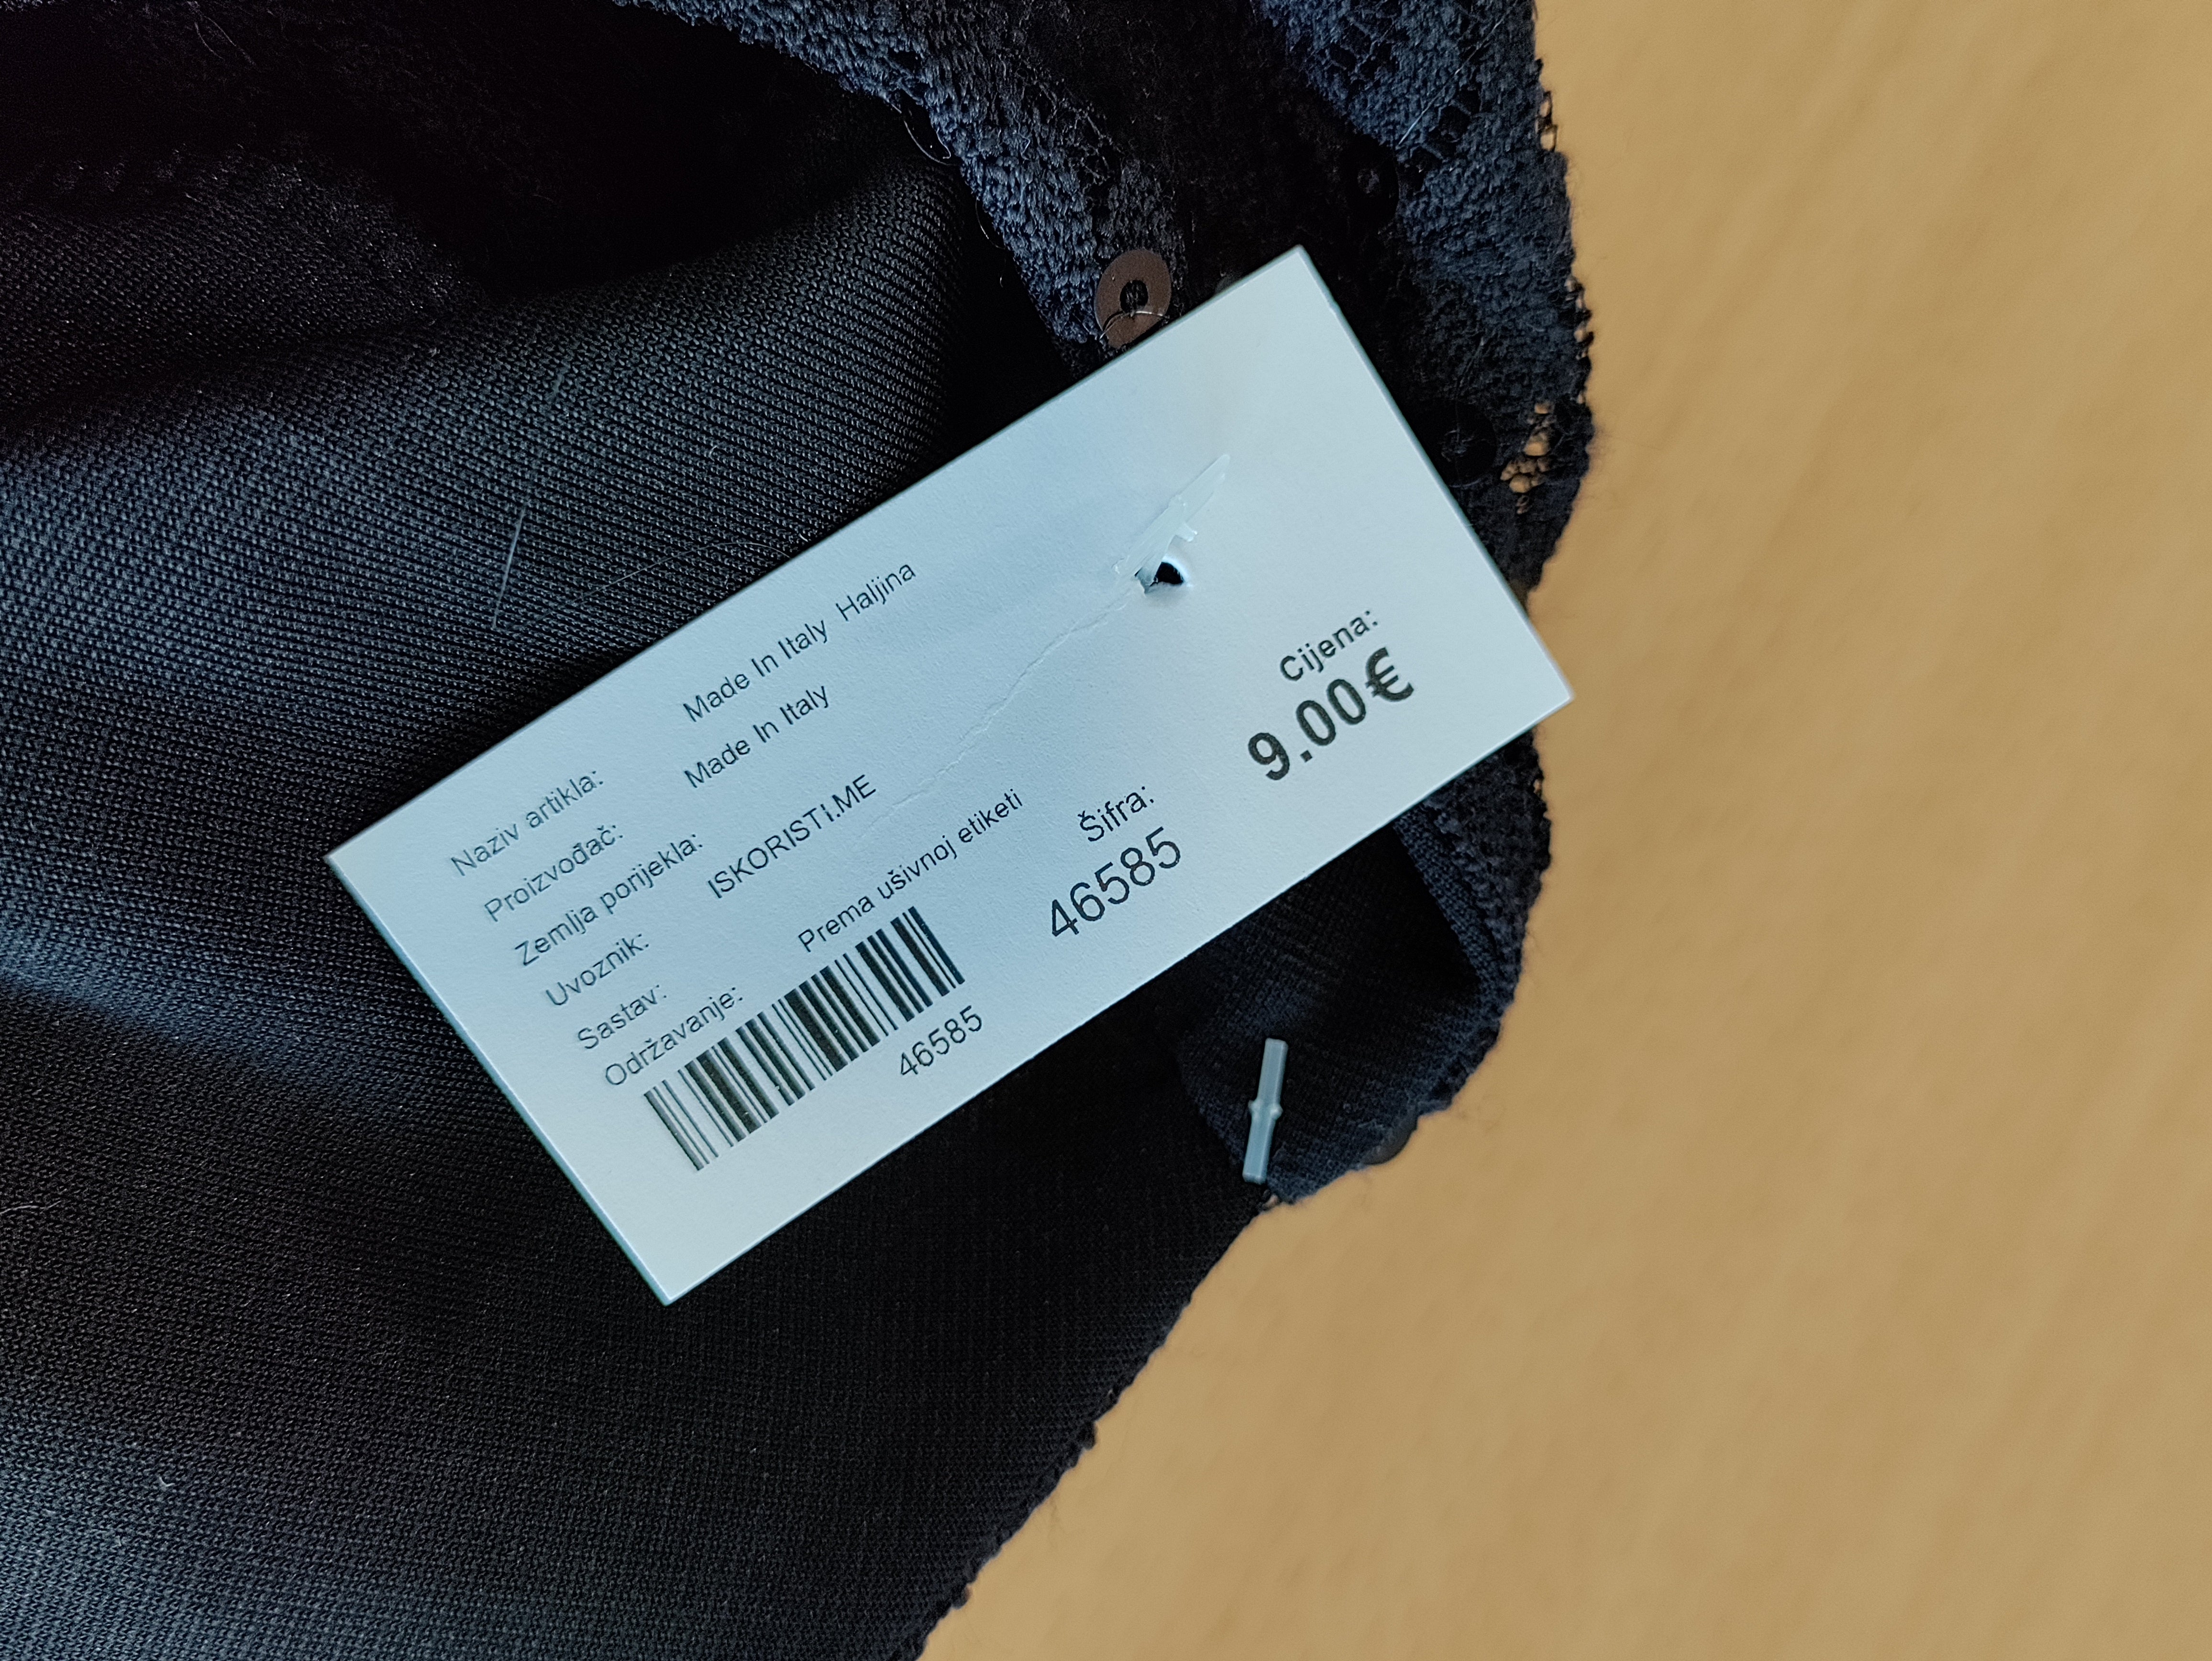 Naziv artikla: Made In Italy Haljina
Proizvođač: Made In Italy
Zemlja porijekla:
Uvoznik: ISKORISTI.ME
Sastav:
Održavanje: Prema ušivnoj etiketi
46585
Šifra:
46585
Cijena:
9.00€